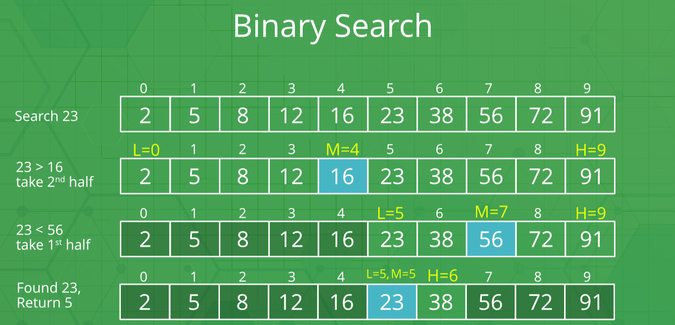 Binary Search
0 1 2 3 4 5 6 7 8 9
Search 23 2 5 8 12 16 23 38 56 72 91
L=0 1 2 3 M=4 5 6 7 8 H=9
23 > 16
take 2nd half 2 5 8 12 16 23 38 56 72 91
0 1 2 3 4 L=5 6 M=7 8 H=9
23 < 56
take 1st half 2 5 8 12 16 23 38 56 72 91
0 1 2 3 4 L=5, M=5 H=6 7 8 9
Found 23,
Return 5 2 5 8 12 16 23 38 56 72 91